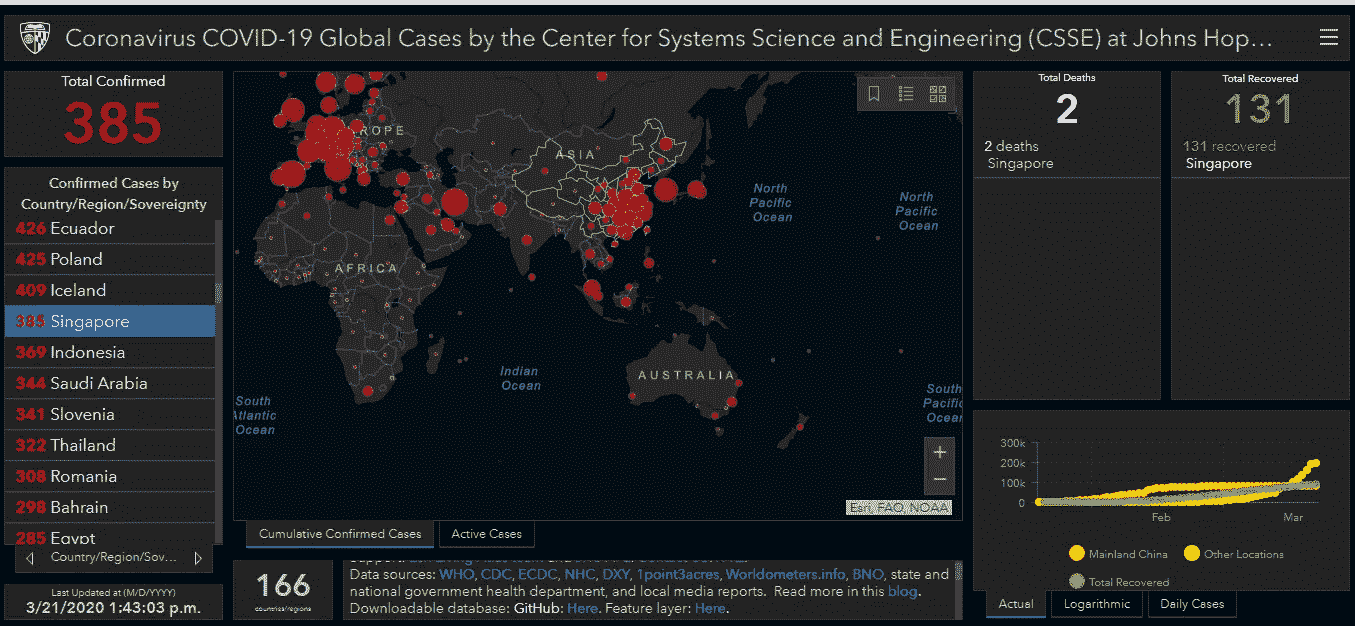 Coronavirus COVID-19 Global Cases by the Center for Systems Science and Engineering (CSSE) at Johns Hop...
Total Confirmed
385
Confirmed Cases by
Country/Region/Sovereignty
426 Ecuador
425 Poland
409 Iceland
385 Singapore
369 Indonesia
344 Saudi Arabia
341 Slovenia
322 Thailand
308 Romania
298 Bahrain
285 Egypt
Country/Region/Sov...
Last Updated at (M/D/YYYY)
3/21/2020 1:43:03 p.m.
ROPE
ASIA
AFRICA
AUSTRALIA
North
Pacific
Ocean
North
Pacific
Ocean
Indian
Ocean
South
Atlantic
Ocean
South
Pacific
Ocean
+
−
Esri, FAO, NOAA
Cumulative Confirmed Cases
Active Cases
166
countries/regions
Data sources: WHO, CDC, ECDC, NHC, DXY, 1point3acres, Worldometers.info, BNO, state and
national government health department, and local media reports. Read more in this blog.
Downloadable database: GitHub: Here. Feature layer: Here.
Total Deaths
2
2 deaths
Singapore
Total Recovered
131
131 recovered
Singapore
300k
200k
100k
0
Feb
Mar
Mainland China
Other Locations
Total Recovered
Actual
Logarithmic
Daily Cases